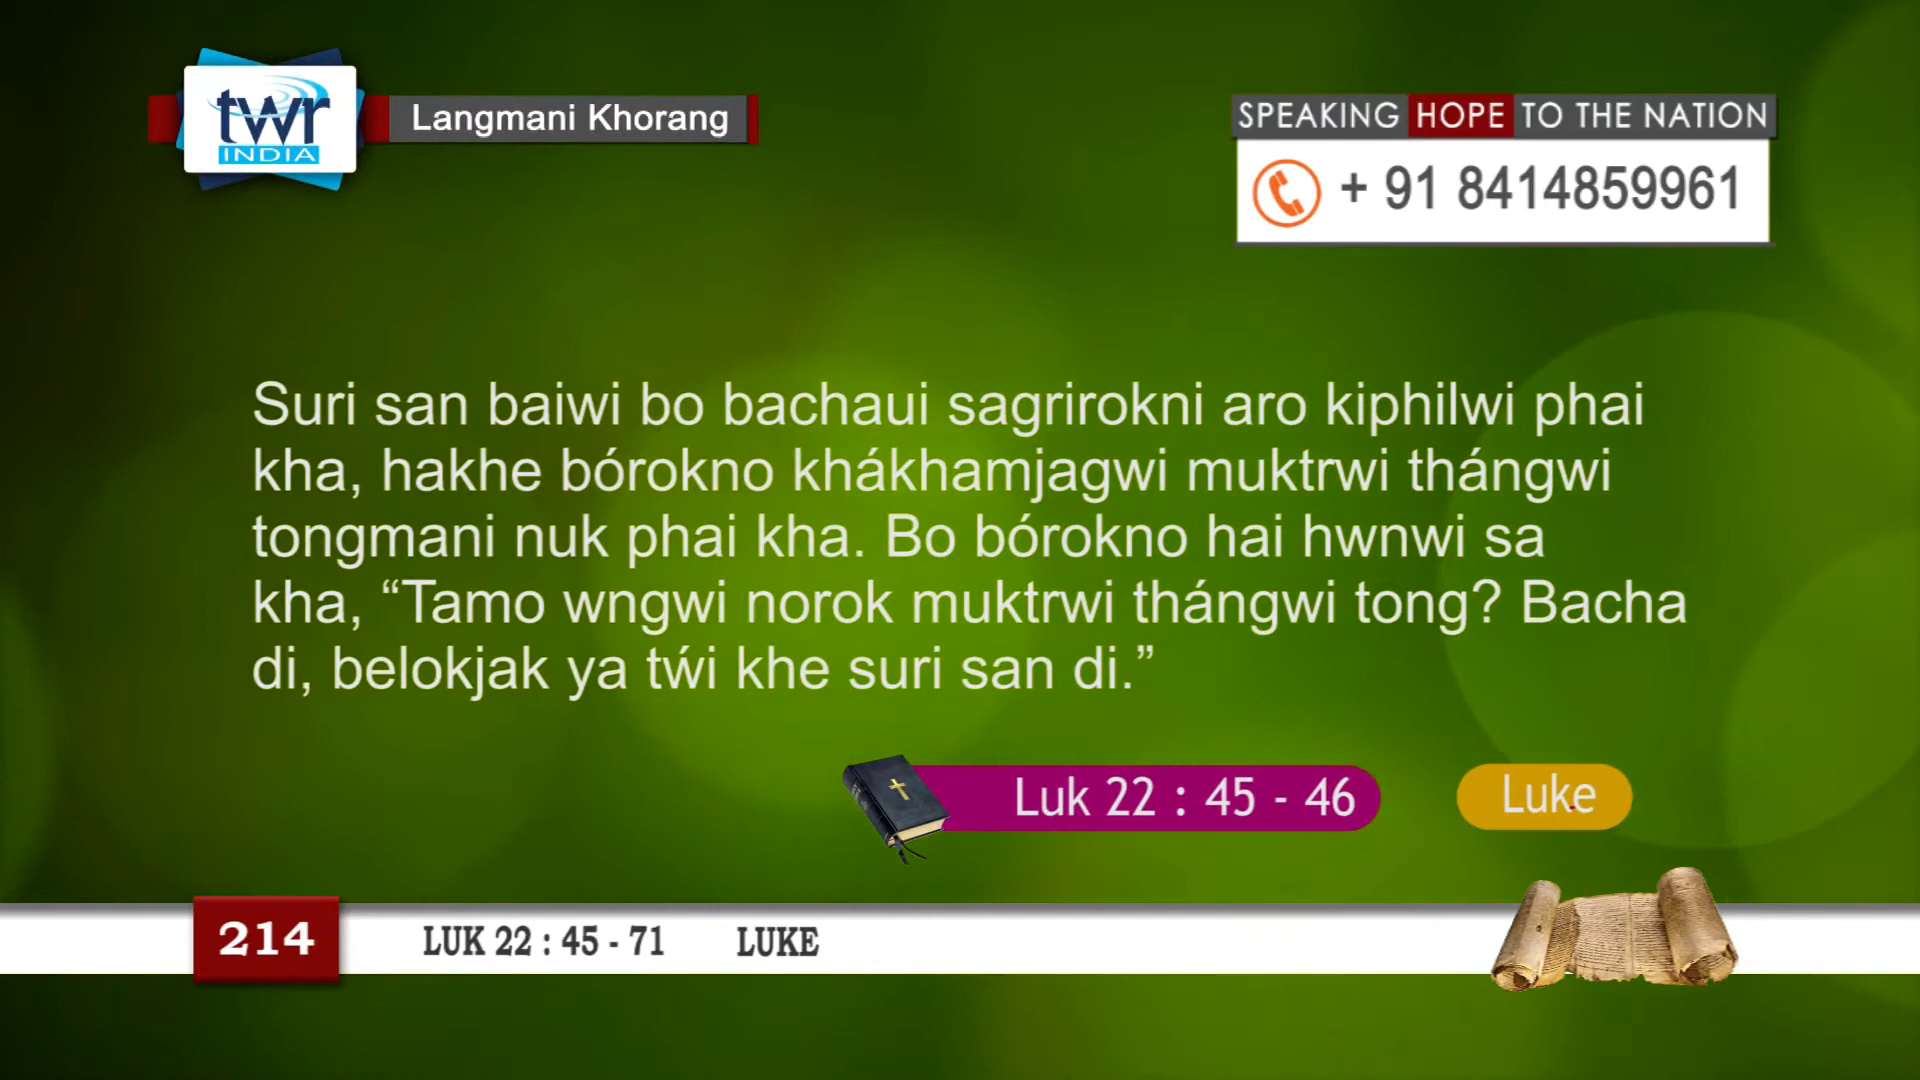 twr
INDIA
Langmani Khorang
SPEAKING HOPE TO THE NATION
+ 91 8414859961
Suri san baiwi bo bachaui sagrirokni aro kiphilwi phai
kha, hakhe bórokno khákhamjagwi muktrwi thángwi
tongmani nuk phai kha. Bo bórokno hai hwnwi sa
kha, “Tamo wngwi norok muktrwi thángwi tong? Bacha
di, belokjak ya tẃi khe suri san di.”
Luk 22 : 45 - 46
Luke
214
LUK 22 : 45 - 71 LUKE